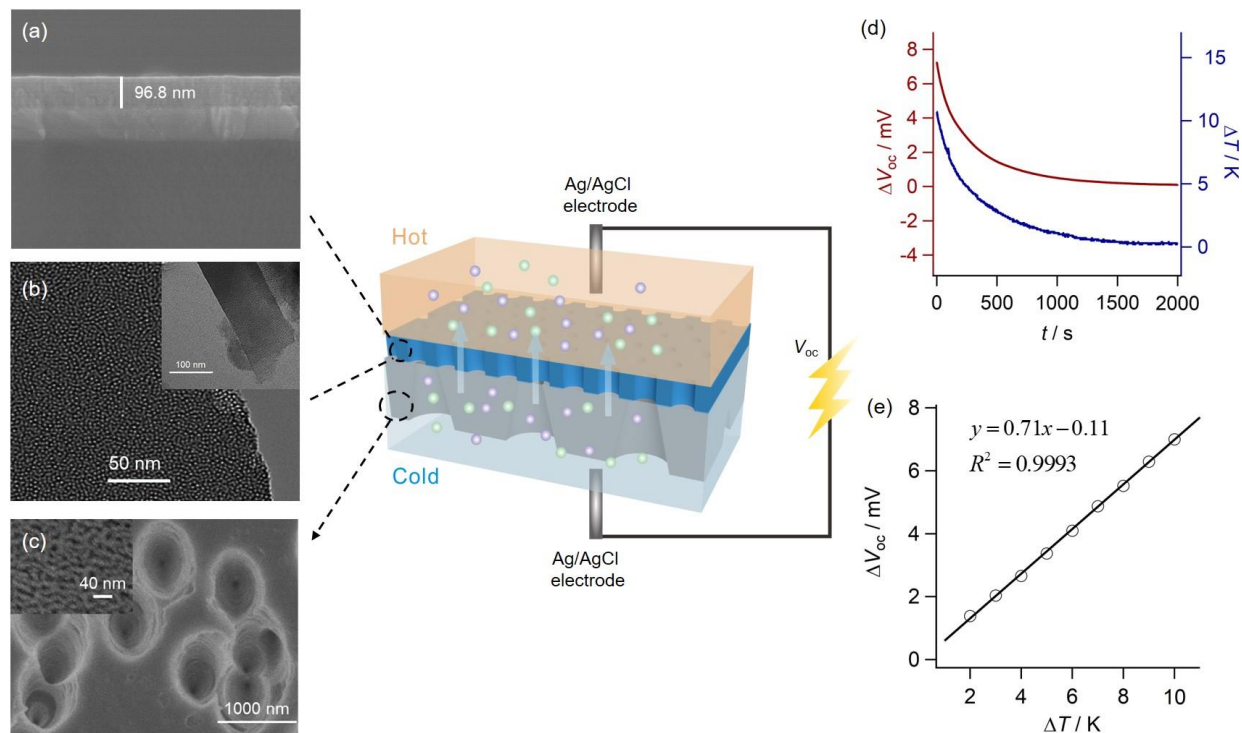 (a)
96.8 nm
(b)
100 nm
50 nm
(c)
40 nm
1000 nm
Ag/AgCl
electrode
Hot
Cold
Voc
Ag/AgCl
electrode
(d)
8
6
4
2
0
-2
-4
ΔVoc / mV
15
10
5
0
ΔT / K
0
500
1000
1500
2000
t / s
(e)
y = 0.71x − 0.11
R² = 0.9993
8
6
4
2
0
ΔVoc / mV
2
4
6
8
10
ΔT / K